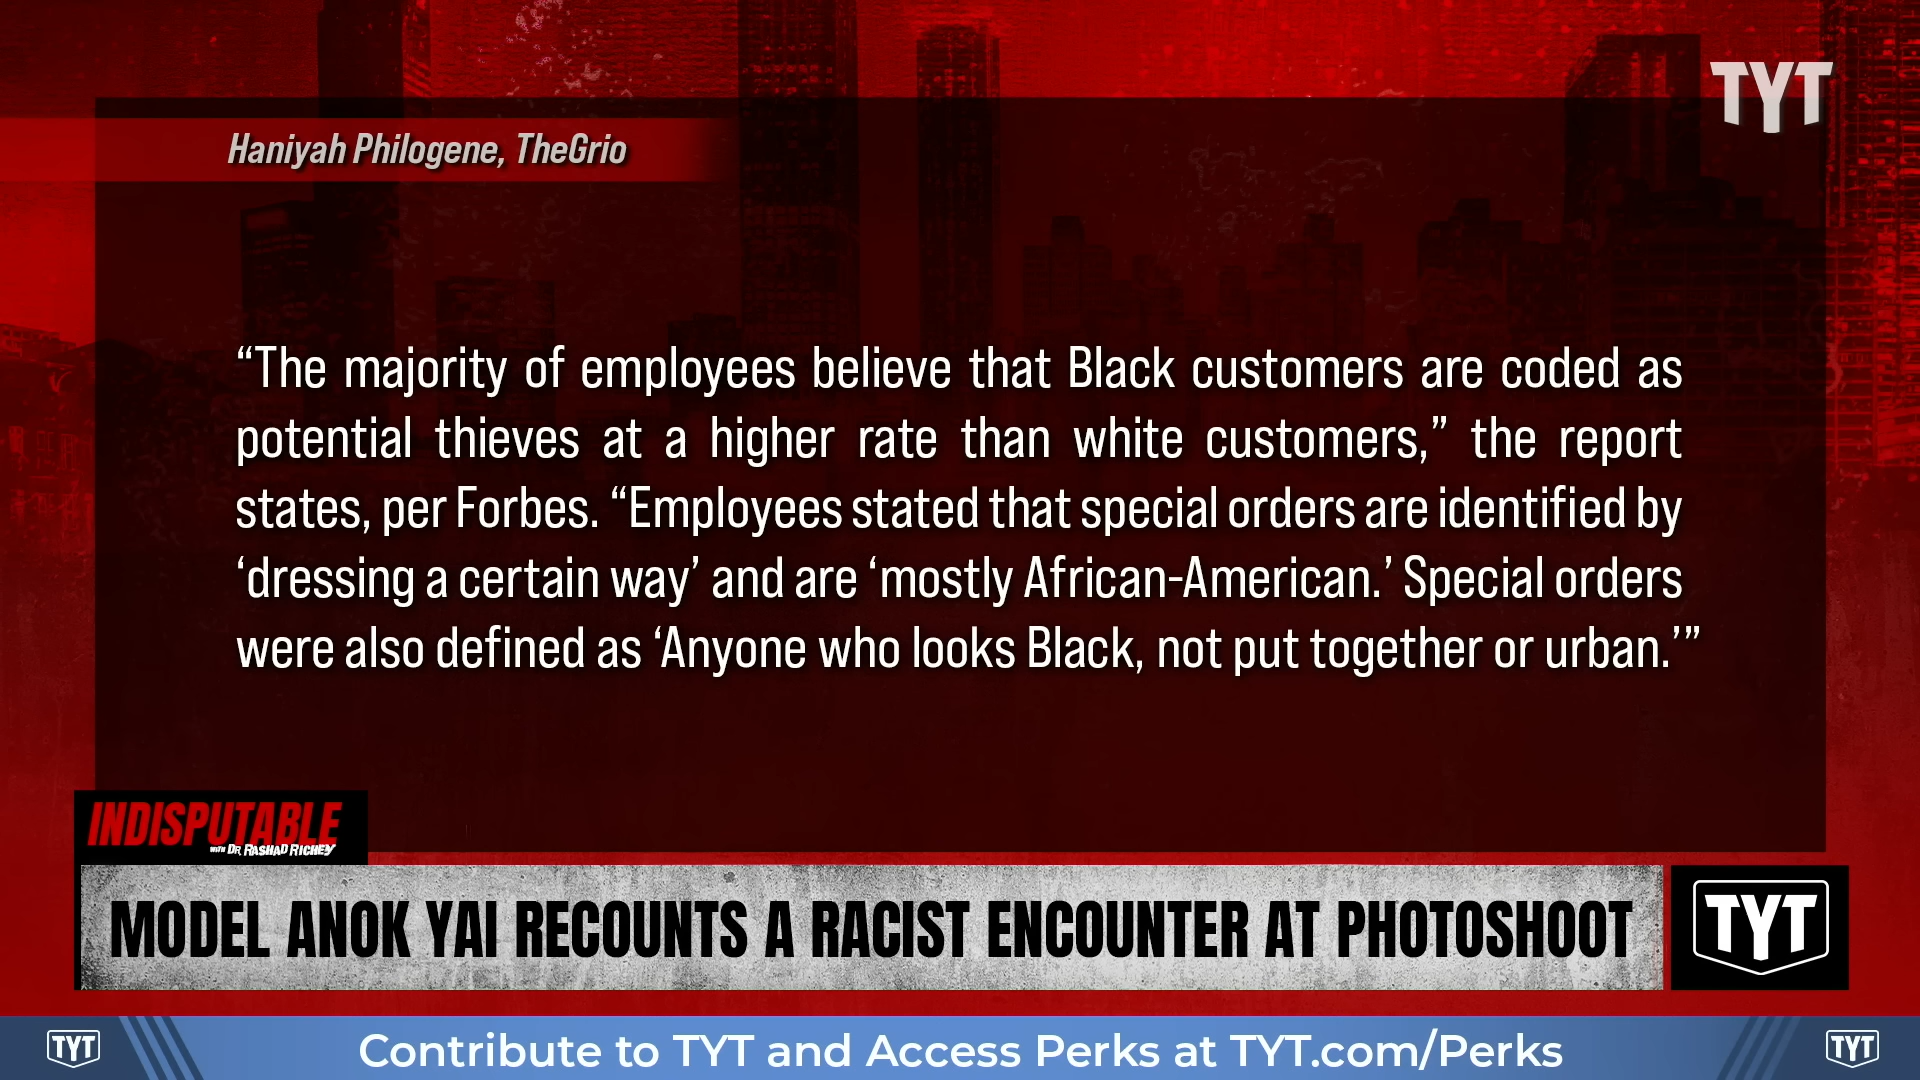 TYT
Haniyah Philogene, TheGrio
“The majority of employees believe that Black customers are coded as
potential thieves at a higher rate than white customers,” the report
states, per Forbes. “Employees stated that special orders are identified by
‘dressing a certain way’ and are ‘mostly African-American.’ Special orders
were also defined as ‘Anyone who looks Black, not put together or urban.’”
INDISPUTABLE
WITH DR RASHAD RICHEY
MODEL ANOK YAI RECOUNTS A RACIST ENCOUNTER AT PHOTOSHOOT
TYT
TYT
Contribute to TYT and Access Perks at TYT.com/Perks
TYT